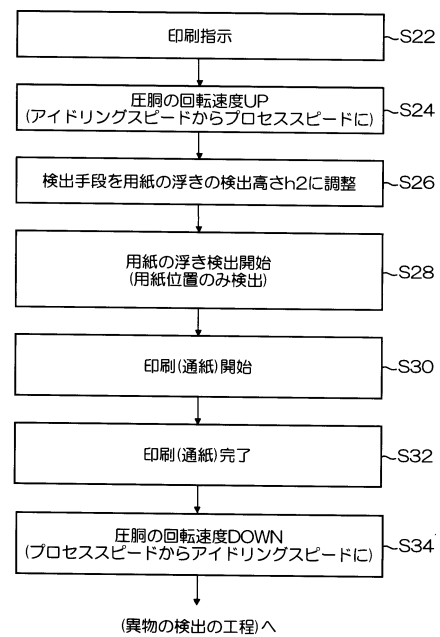 印刷指示
S22
圧胴の回転速度UP
(アイドリングスピードからプロセススピードに)
S24
検出手段を用紙の浮きの検出高さh2に調整
S26
用紙の浮き検出開始
(用紙位置のみ検出)
S28
印刷(通紙)開始
S30
印刷(通紙)完了
S32
圧胴の回転速度DOWN
(プロセススピードからアイドリングスピードに)
S34
(異物の検出の工程)へ